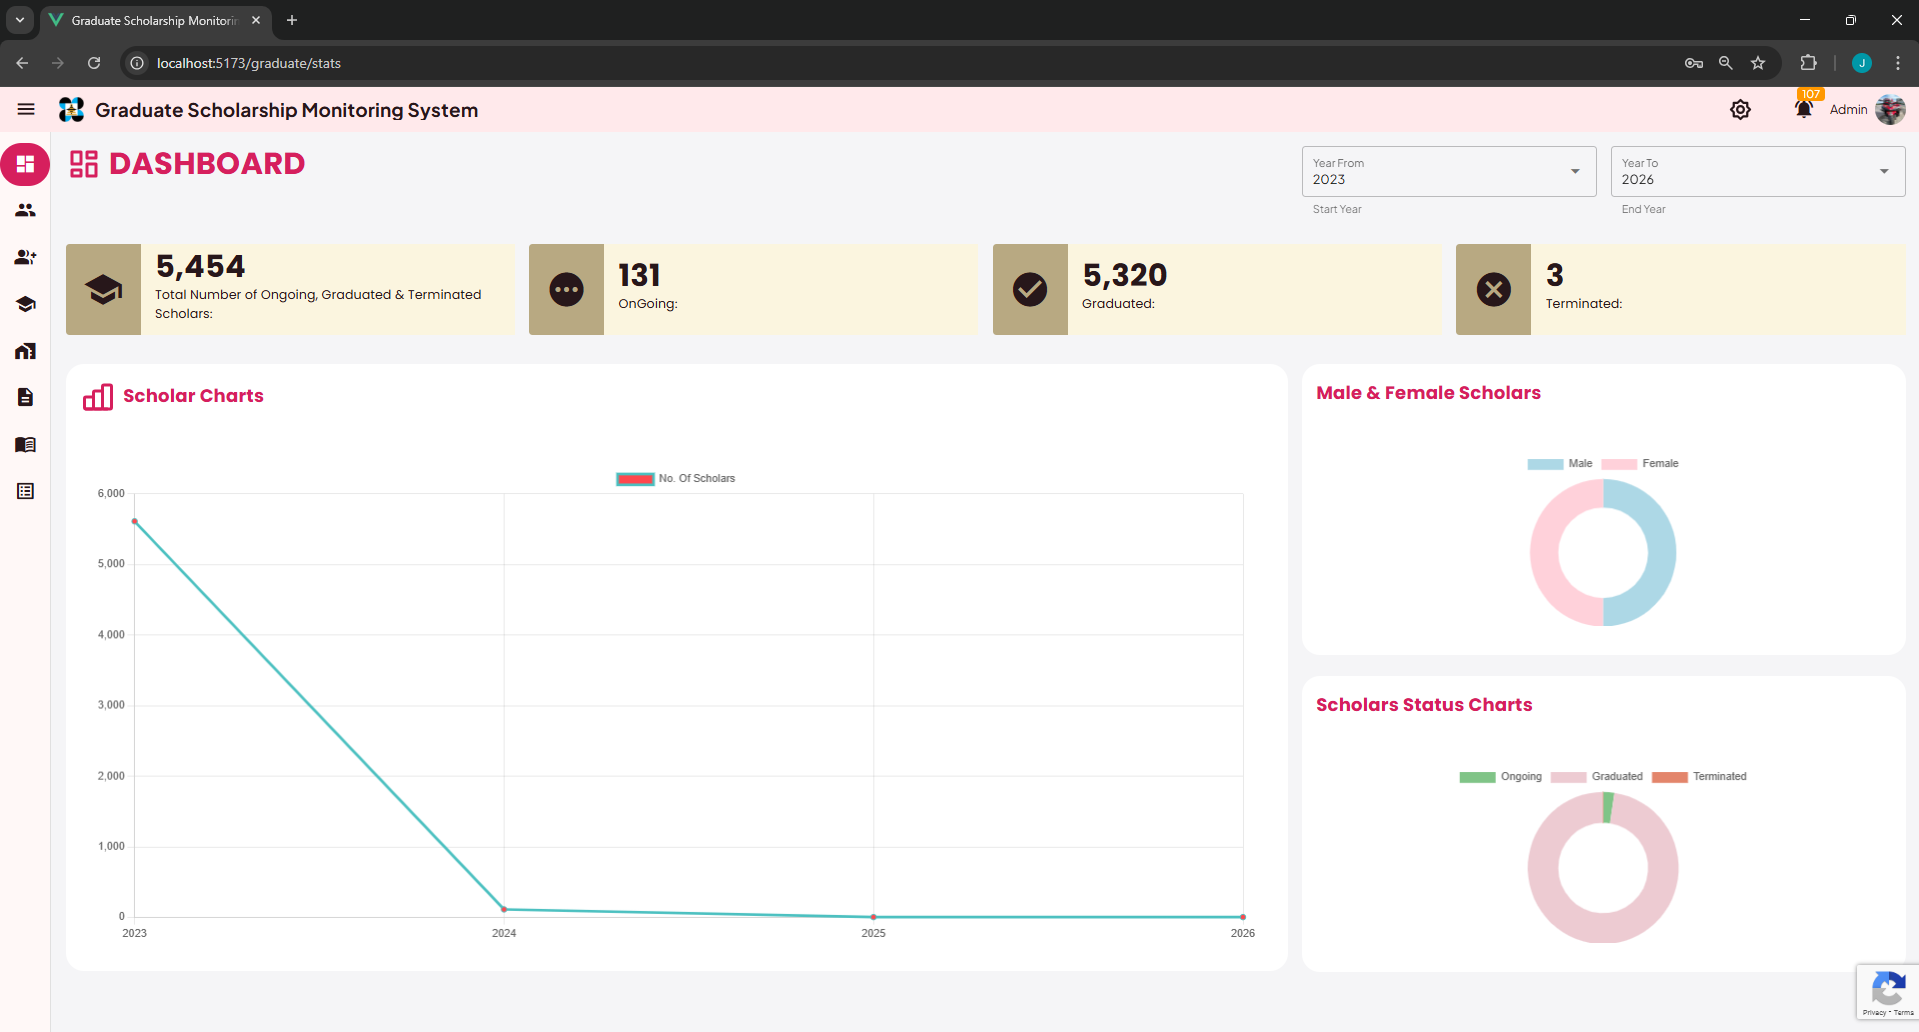 Graduate Scholarship Monitorin
localhost:5173/graduate/stats
J
Graduate Scholarship Monitoring System
107
Admin
DASHBOARD
Year From
2023
Start Year
Year To
2026
End Year
5,454
Total Number of Ongoing, Graduated & Terminated
Scholars:
131
OnGoing:
5,320
Graduated:
3
Terminated:
Scholar Charts
No. Of Scholars
6,000
5,000
4,000
3,000
2,000
1,000
0
2023 2024 2025 2026
Male & Female Scholars
Male Female
Scholars Status Charts
Ongoing Graduated Terminated
Privacy - Terms